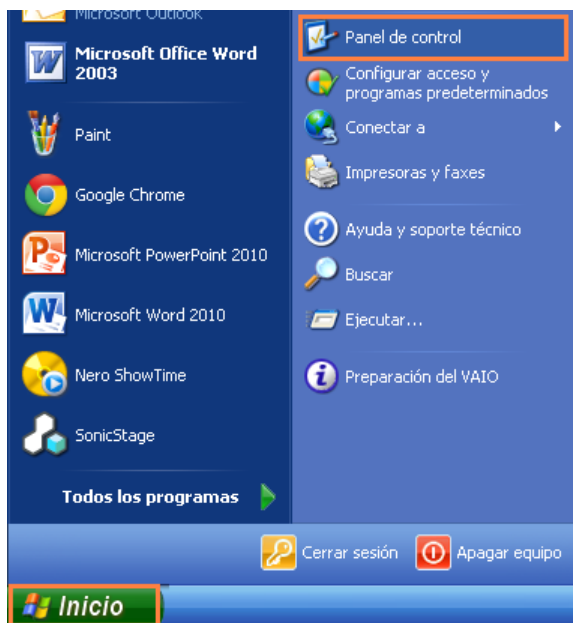 Microsoft Outlook
Microsoft Office Word
2003
Paint
Google Chrome
Microsoft PowerPoint 2010
Microsoft Word 2010
Nero ShowTime
SonicStage
Todos los programas
Panel de control
Configurar acceso y
programas predeterminados
Conectar a
Impresoras y faxes
Ayuda y soporte técnico
Buscar
Ejecutar...
Preparación del VAIO
Cerrar sesión
Apagar equipo
Inicio